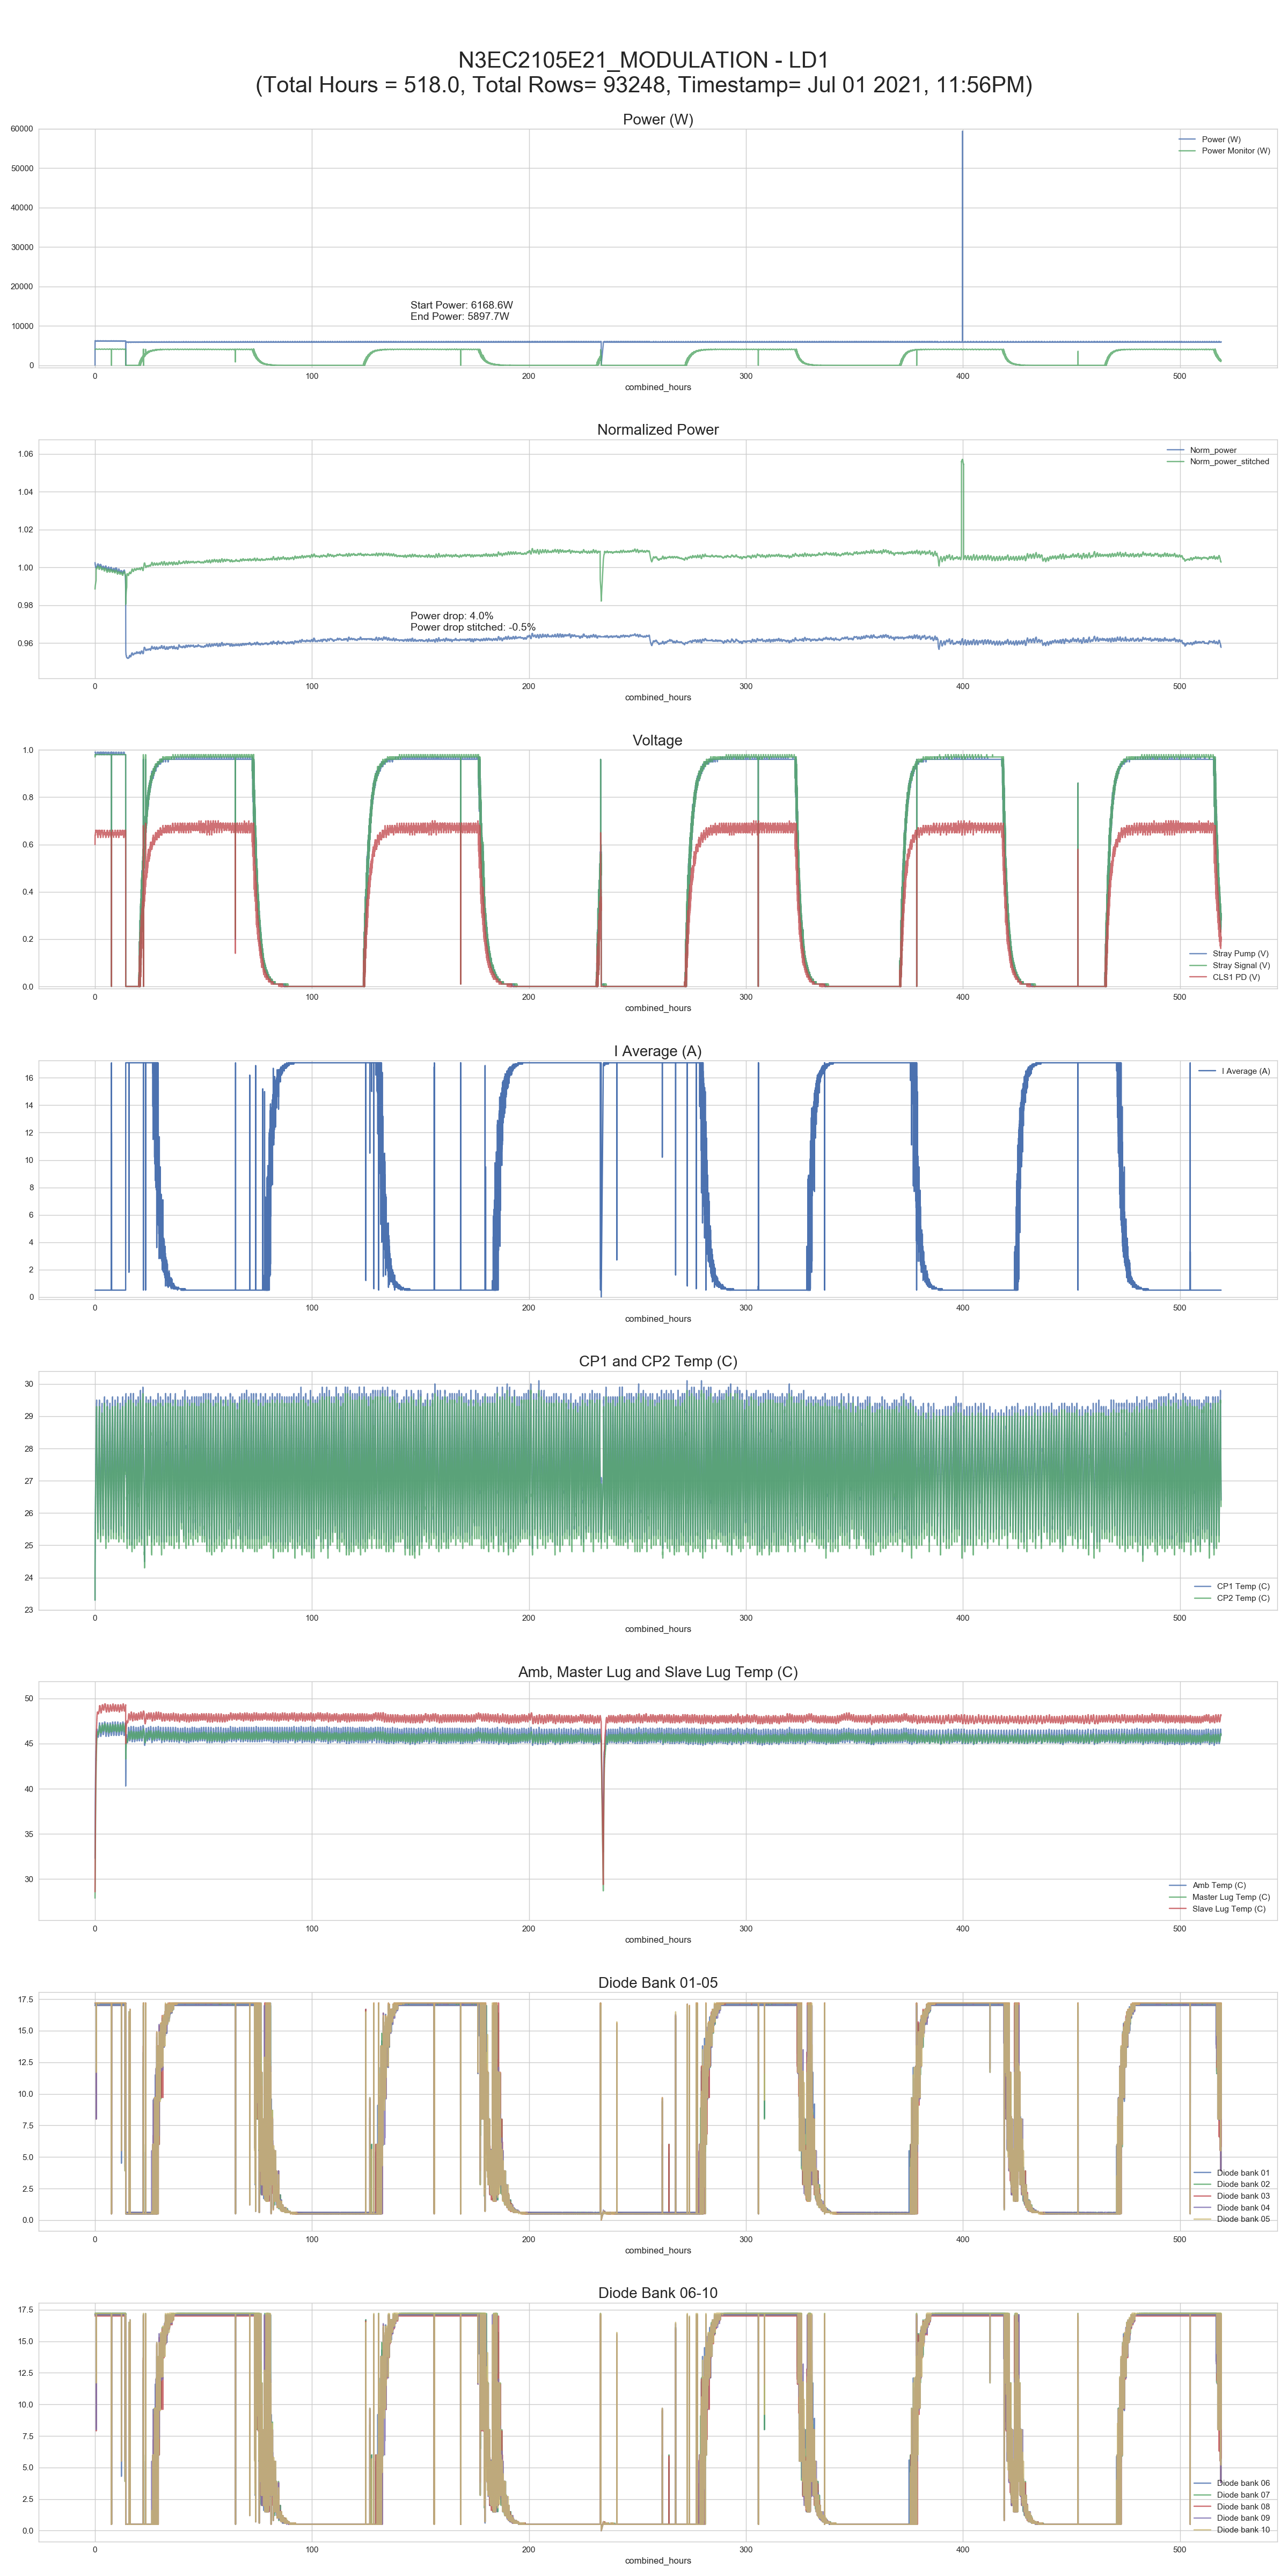 N3EC2105E21_MODULATION - LD1
(Total Hours = 518.0, Total Rows= 93248, Timestamp= Jul 01 2021, 11:56PM)
Power (W)
60000
50000
40000
30000
20000
10000
0
Power (W)
Power Monitor (W)
Start Power: 6168.6W
End Power: 5897.7W
0 100 200 300 400 500
combined_hours
Normalized Power
1.06
1.04
1.02
1.00
0.98
0.96
Norm_power
Norm_power_stitched
Power drop: 4.0%
Power drop stitched: -0.5%
0 100 200 300 400 500
combined_hours
Voltage
1.0
0.8
0.6
0.4
0.2
0.0
Stray Pump (V)
Stray Signal (V)
CLS1 PD (V)
0 100 200 300 400 500
combined_hours
I Average (A)
16
14
12
10
8
6
4
2
0
I Average (A)
0 100 200 300 400 500
combined_hours
CP1 and CP2 Temp (C)
30
29
28
27
26
25
24
23
CP1 Temp (C)
CP2 Temp (C)
0 100 200 300 400 500
combined_hours
Amb, Master Lug and Slave Lug Temp (C)
50
45
40
35
30
Amb Temp (C)
Master Lug Temp (C)
Slave Lug Temp (C)
0 100 200 300 400 500
combined_hours
Diode Bank 01-05
17.5
15.0
12.5
10.0
7.5
5.0
2.5
0.0
Diode bank 01
Diode bank 02
Diode bank 03
Diode bank 04
Diode bank 05
0 100 200 300 400 500
combined_hours
Diode Bank 06-10
17.5
15.0
12.5
10.0
7.5
5.0
2.5
0.0
Diode bank 06
Diode bank 07
Diode bank 08
Diode bank 09
Diode bank 10
0 100 200 300 400 500
combined_hours